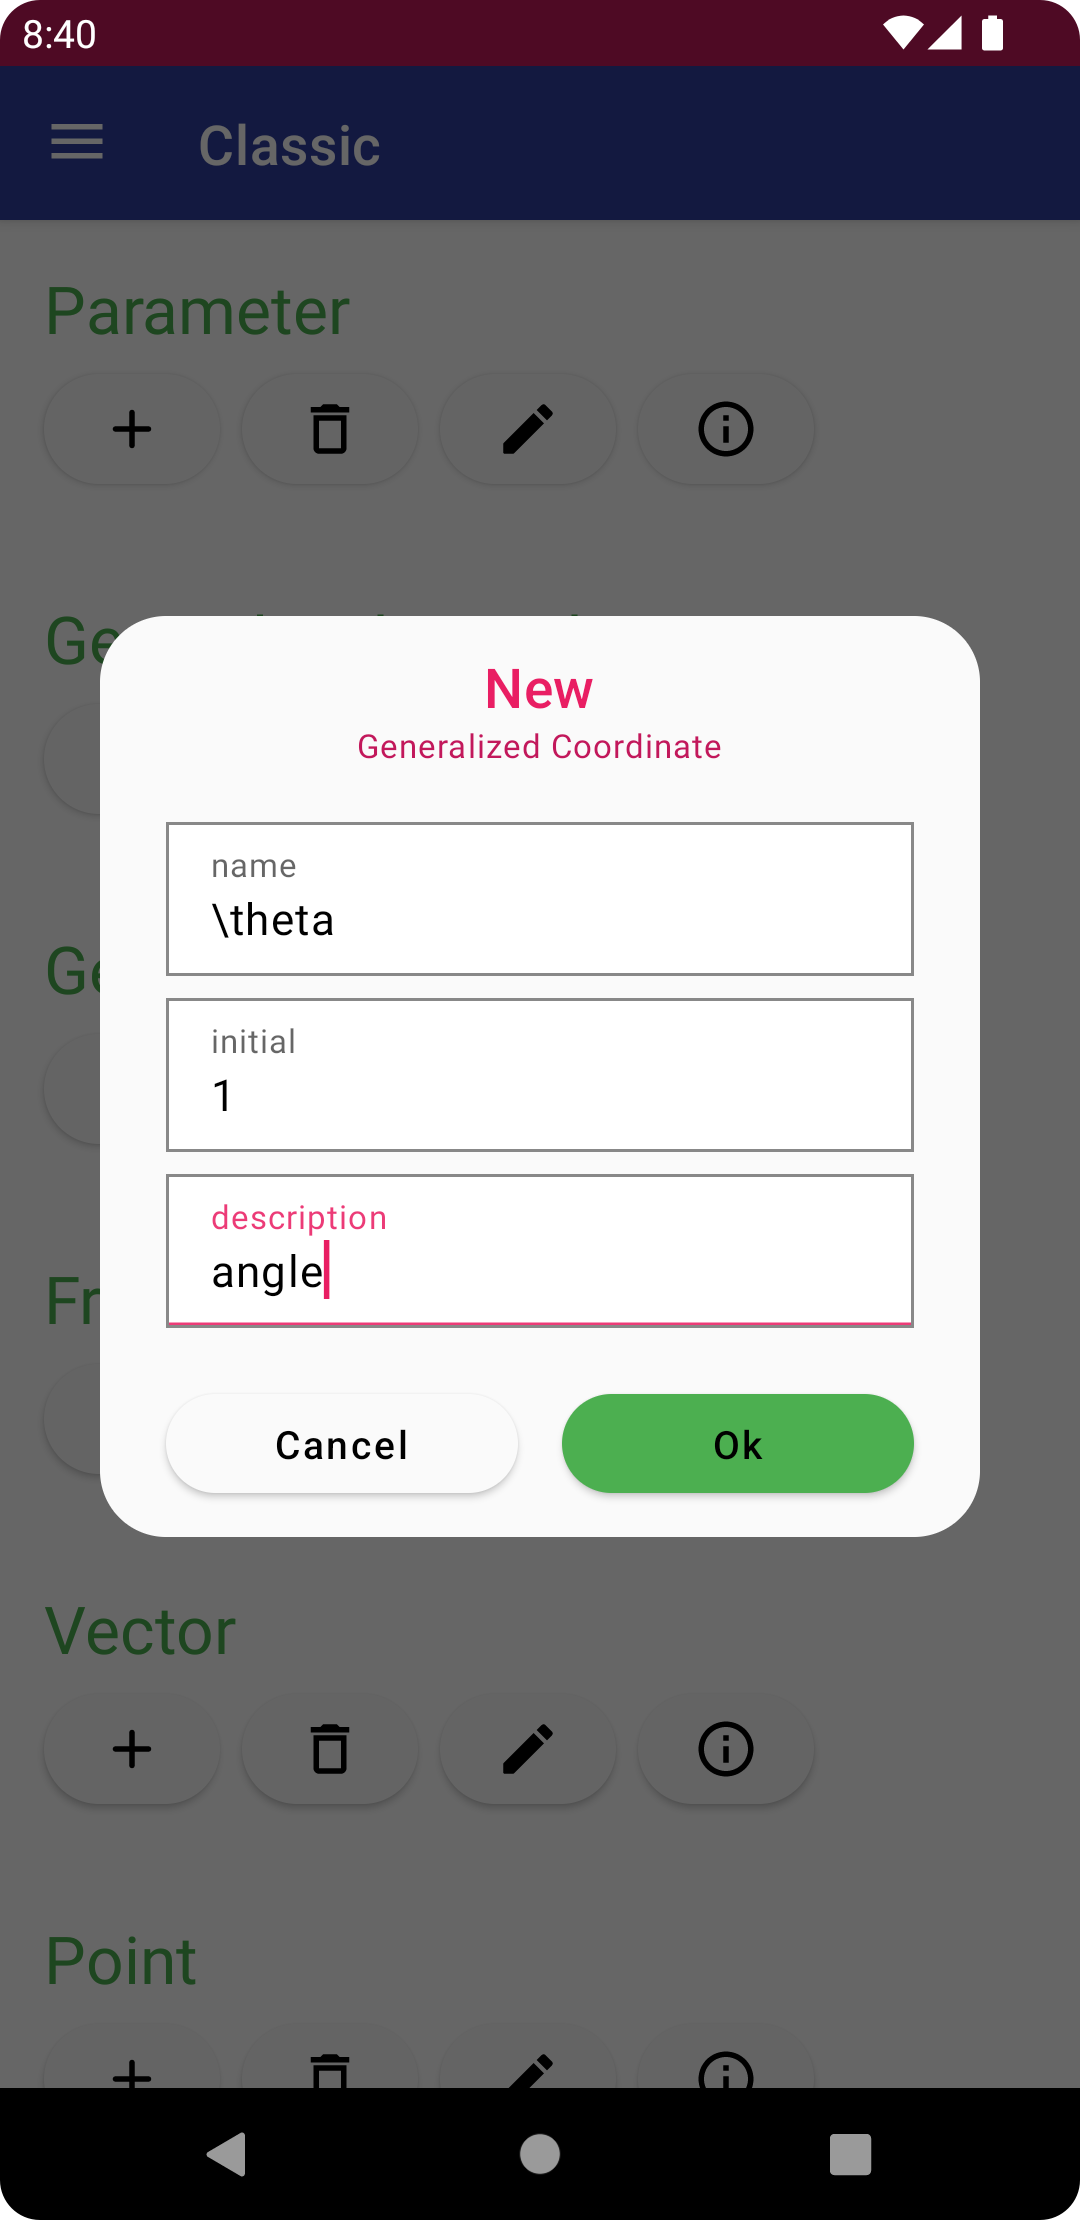 8:40
Classic
Parameter
Ge
New
Generalized Coordinate
name
\theta
Ge
initial
1
description
angle
Fr
Cancel
Ok
Vector
Point